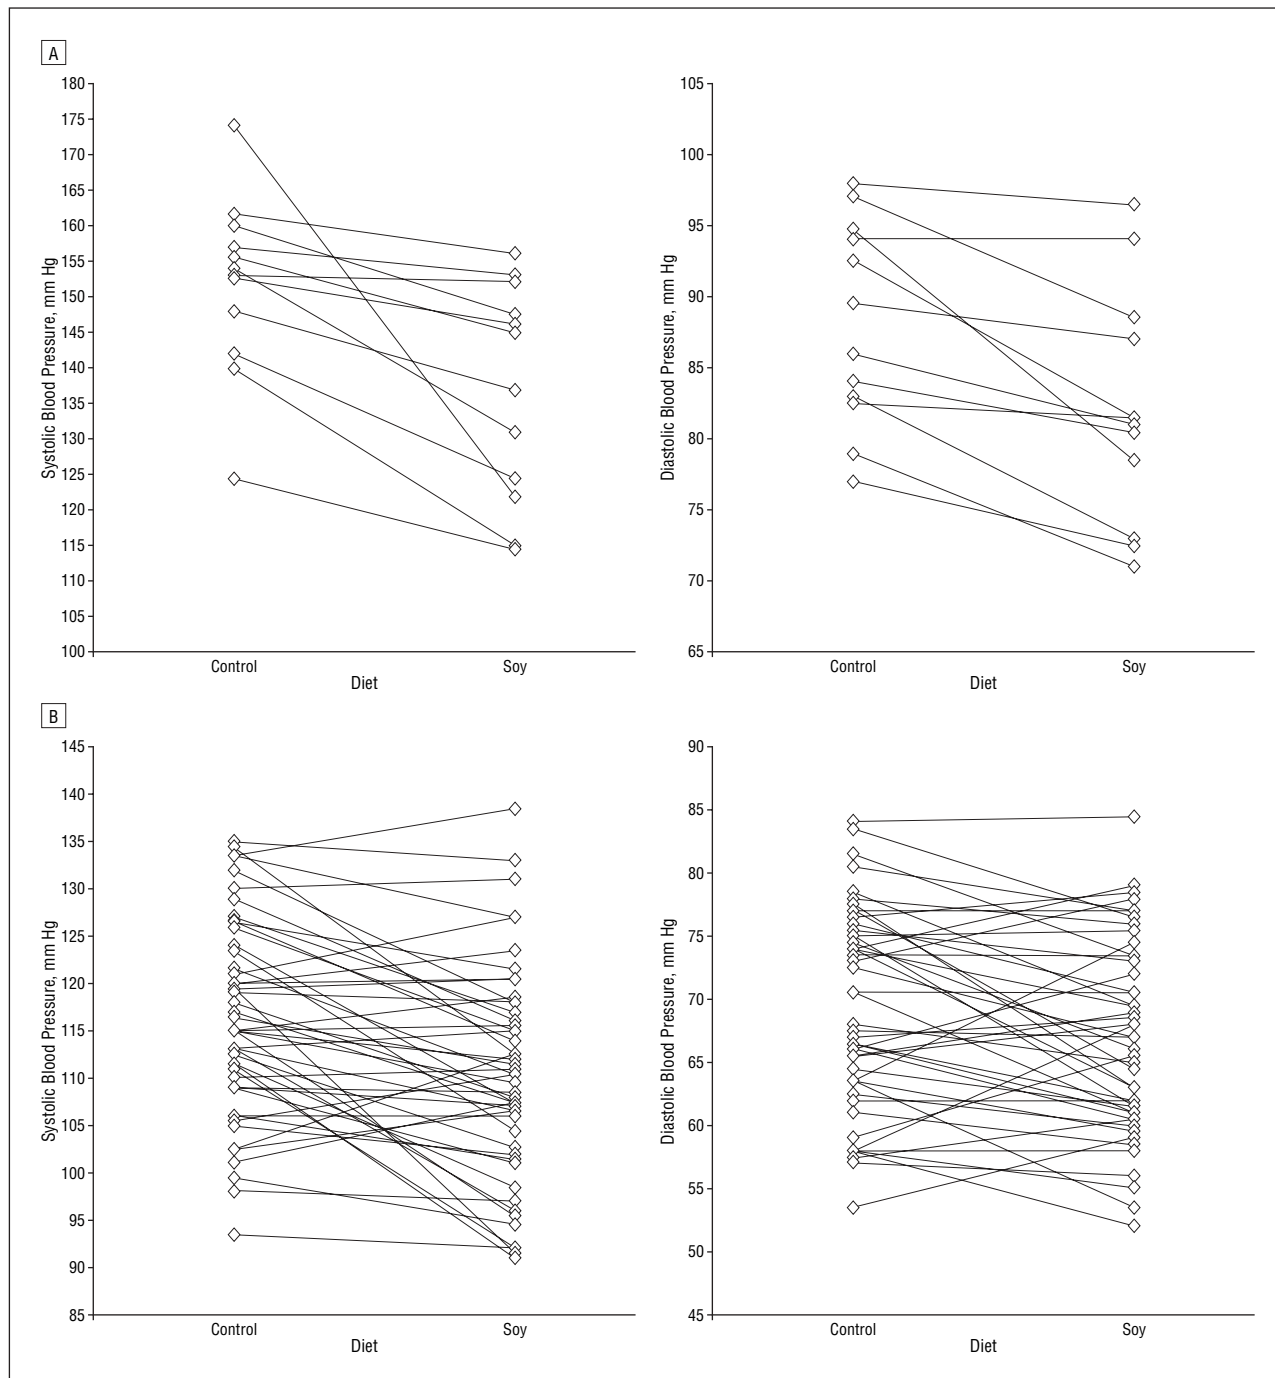 A
Systolic Blood Pressure, mm Hg
180
175
170
165
160
155
150
145
140
135
130
125
120
115
110
105
100
Control
Soy
Diet
Diastolic Blood Pressure, mm Hg
105
100
95
90
85
80
75
70
65
Control
Soy
Diet
B
Systolic Blood Pressure, mm Hg
145
140
135
130
125
120
115
110
105
100
95
90
85
Control
Soy
Diet
Diastolic Blood Pressure, mm Hg
90
85
80
75
70
65
60
55
50
45
Control
Soy
Diet